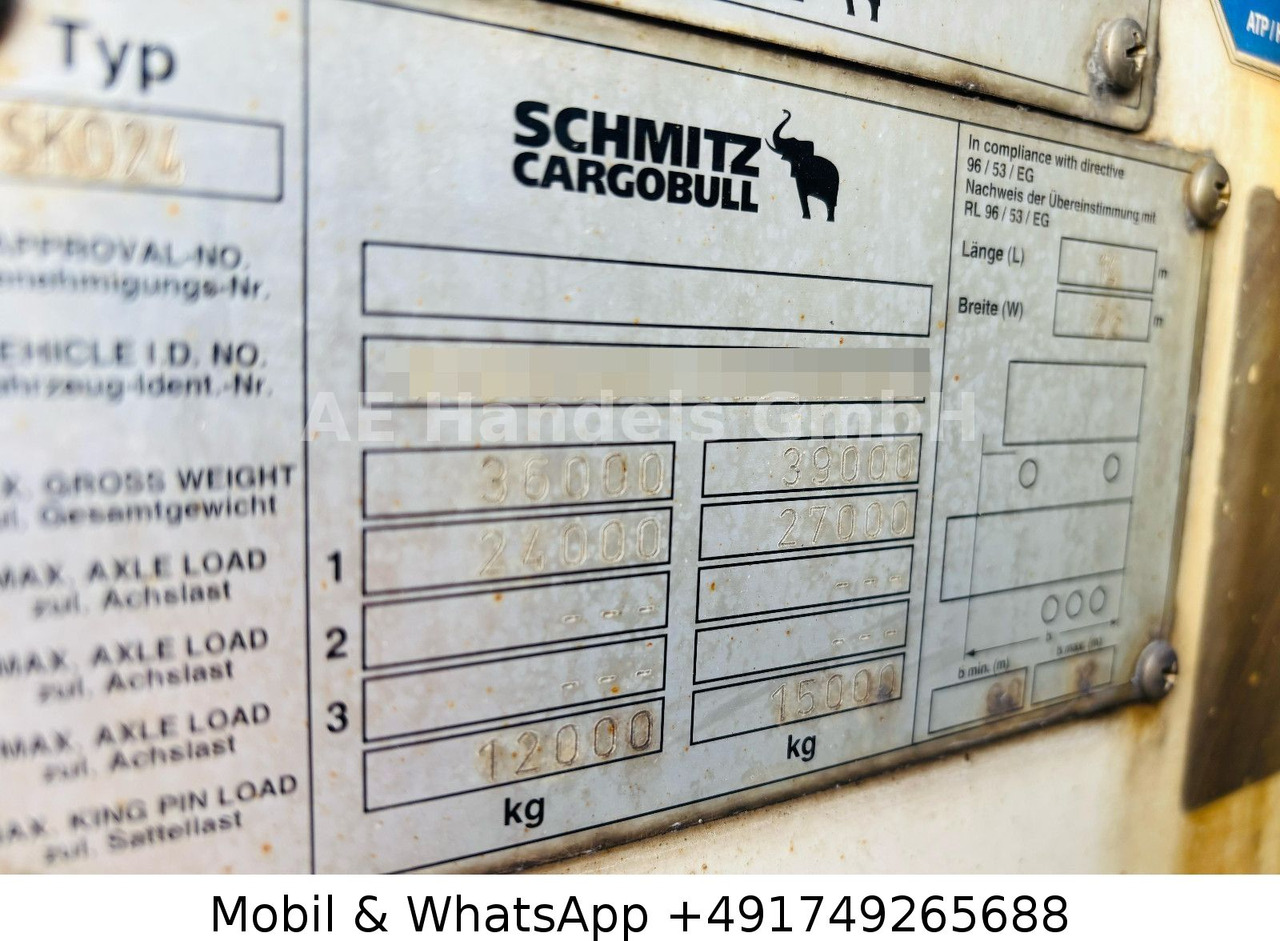 Typ
SKO24
SCHMITZ
CARGOBULL
ATP/
In compliance with directive
96 / 53 / EG
Nachweis der Übereinstimmung mit
RL 96 / 53 / EG
Länge (L)
m
Breite (W)
m
APPROVAL-NO.
Genehmigungs-Nr.
VEHICLE I.D. NO.
Fahrzeug-Ident.-Nr.
AE Handels GmbH
X. GROSS WEIGHT 36000 39000
ul. Gesamtgewicht
MAX. AXLE LOAD 1 24000 27000
zul. Achslast
MAX. AXLE LOAD 2 --- ---
zul. Achslast
MAX. AXLE LOAD 3 --- ---
zul. Achslast
MAX. KING PIN LOAD 12000 15000
zul. Sattellast
kg kg
b
b min. (m) b max. (m)
Mobil & WhatsApp +491749265688